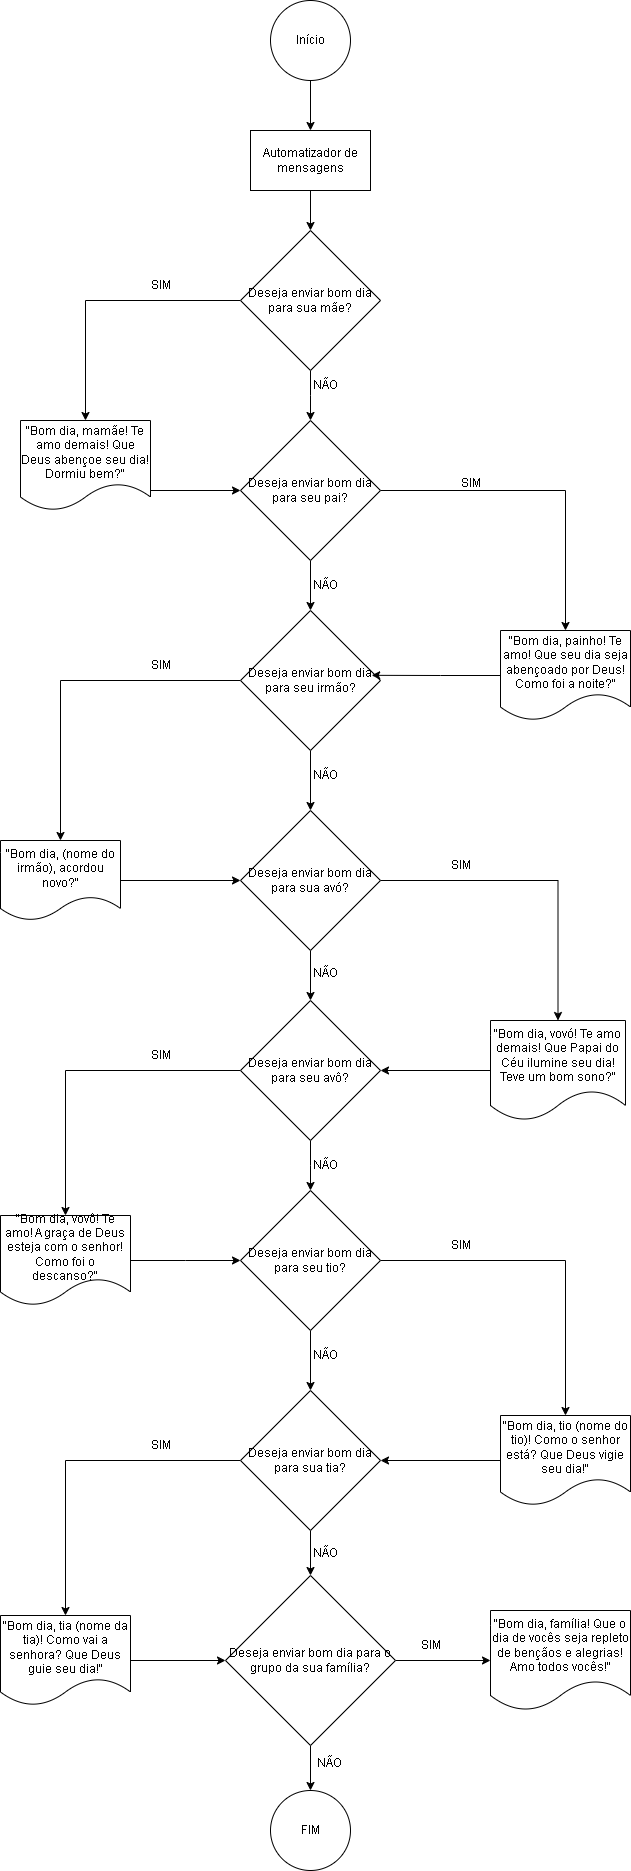 Início
Automatizador de
mensagens
Deseja enviar bom dia
para sua mãe?
SIM
NÃO
"Bom dia, mamãe! Te
amo demais! Que
Deus abençoe seu dia!
Dormiu bem?"
Deseja enviar bom dia
para seu pai?
SIM
NÃO
"Bom dia, painho! Te
amo! Que seu dia seja
abençoado por Deus!
Como foi a noite?"
Deseja enviar bom dia
para seu irmão?
SIM
NÃO
"Bom dia, (nome do
irmão), acordou
novo?"
Deseja enviar bom dia
para sua avó?
SIM
NÃO
"Bom dia, vovó! Te amo
demais! Que Papai do
Céu ilumine seu dia!
Teve um bom sono?"
Deseja enviar bom dia
para seu avô?
SIM
NÃO
"Bom dia, vovô! Te
amo! A graça de Deus
esteja com o senhor!
Como foi o
descanso?"
Deseja enviar bom dia
para seu tio?
SIM
NÃO
"Bom dia, tio (nome do
tio)! Como o senhor
está? Que Deus vigie
seu dia!"
Deseja enviar bom dia
para sua tia?
SIM
NÃO
"Bom dia, tia (nome da
tia)! Como vai a
senhora? Que Deus
guie seu dia!"
Deseja enviar bom dia para o
grupo da sua família?
SIM
NÃO
"Bom dia, família! Que o
dia de vocês seja repleto
de bençãos e alegrias!
Amo todos vocês!"
FIM